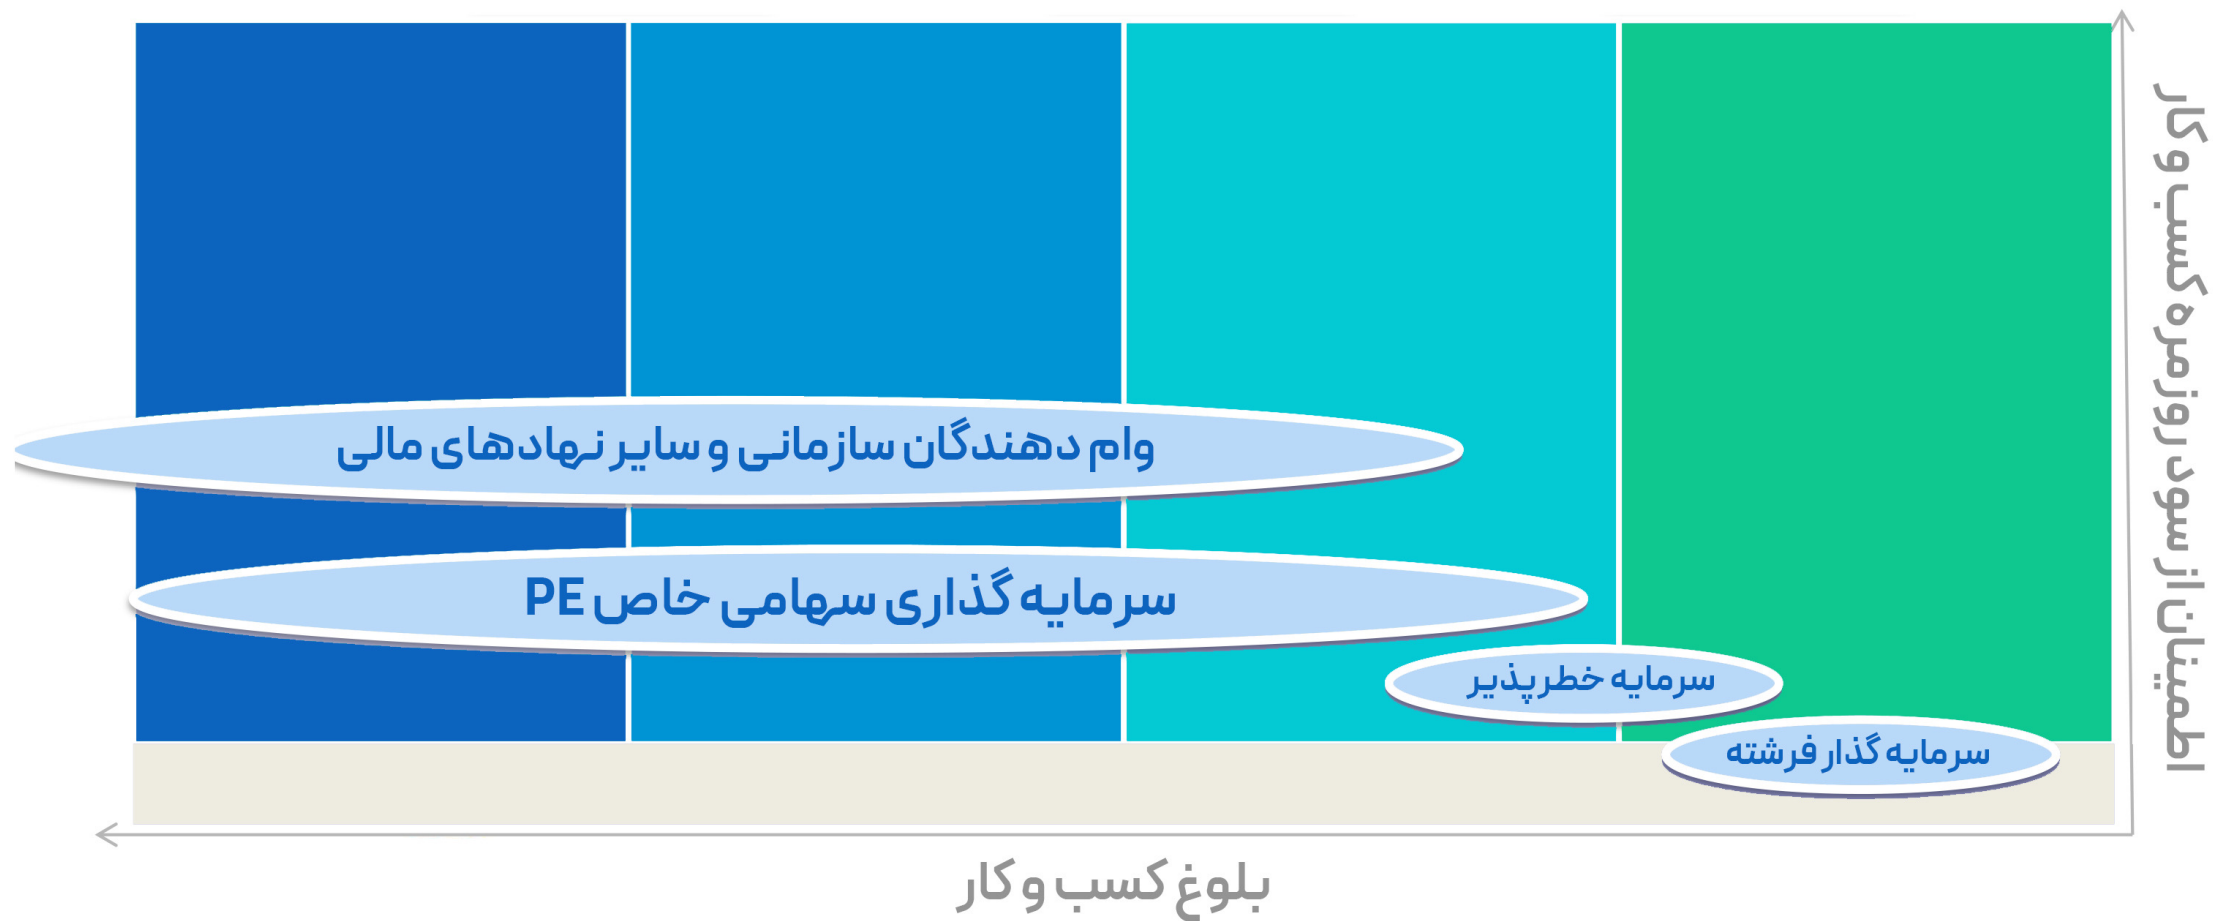 وام دهندگان سازمانی و سایر نهادهای مالی
سرمایه گذاری سهامی خاص PE
سرمایه خطرپذیر
سرمایه گذار فرشته
اطمینان از سود روزمره کسب و کار
بلوغ کسب و کار